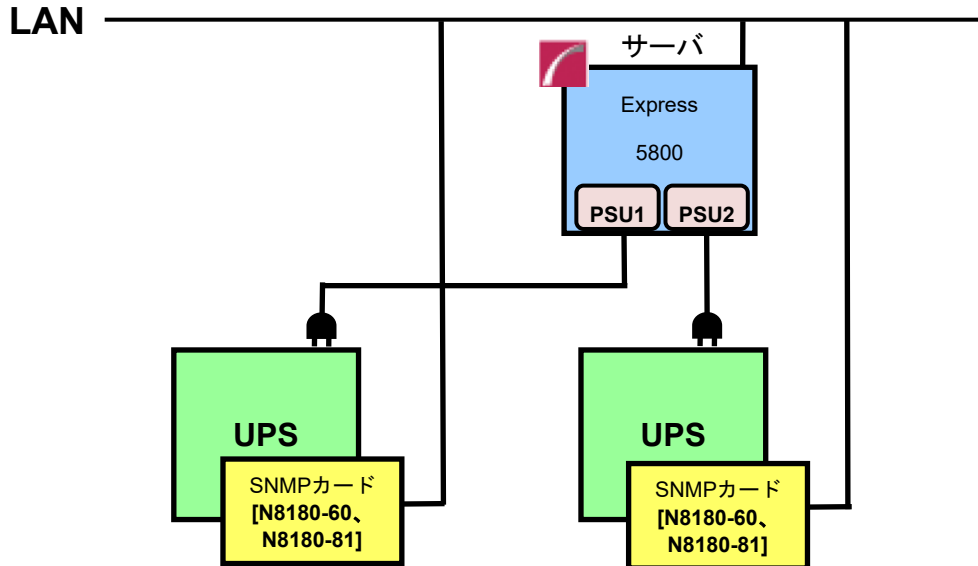 LAN
サーバ
Express
5800
PSU1
PSU2
UPS
SNMPカード
[N8180-60、
N8180-81]
UPS
SNMPカード
[N8180-60、
N8180-81]